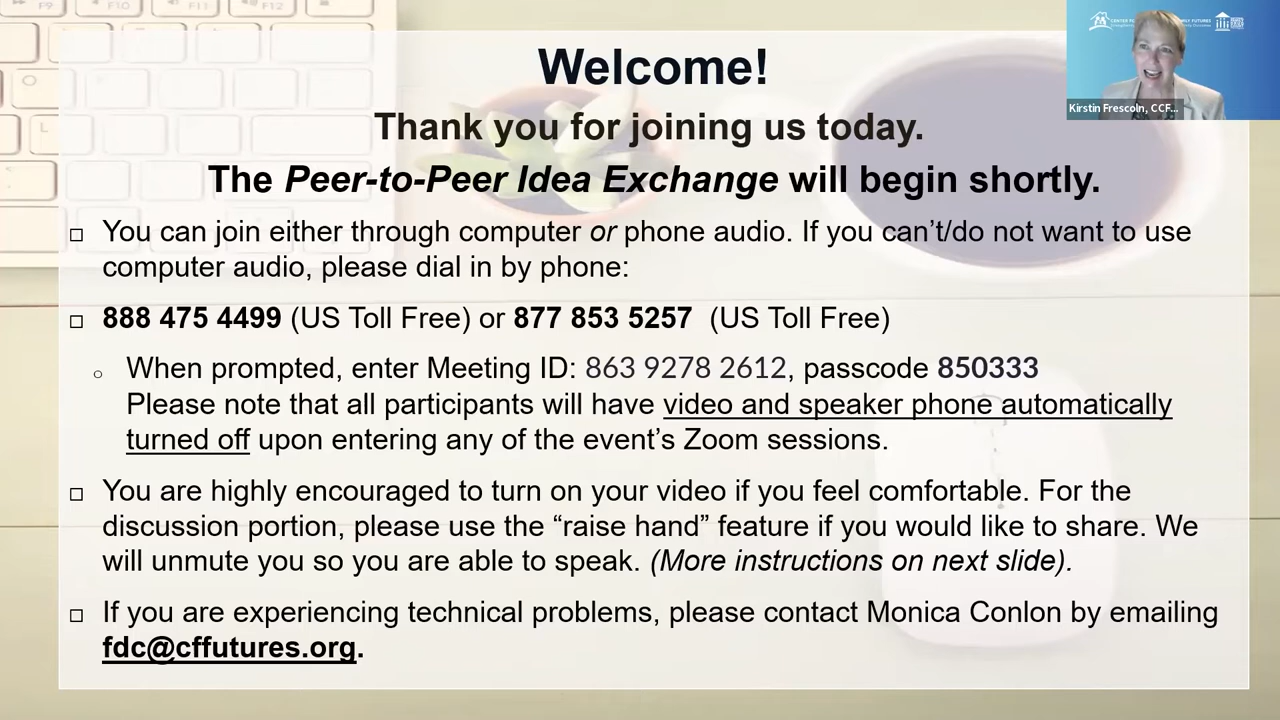 Welcome!
Thank you for joining us today.
The Peer-to-Peer Idea Exchange will begin shortly.
Kirstin Frescoln, CCF...
□ You can join either through computer or phone audio. If you can’t/do not want to use
computer audio, please dial in by phone:
□ 888 475 4499 (US Toll Free) or 877 853 5257 (US Toll Free)
○ When prompted, enter Meeting ID: 863 9278 2612, passcode 850333
Please note that all participants will have video and speaker phone automatically
turned off upon entering any of the event’s Zoom sessions.
□ You are highly encouraged to turn on your video if you feel comfortable. For the
discussion portion, please use the “raise hand” feature if you would like to share. We
will unmute you so you are able to speak. (More instructions on next slide).
□ If you are experiencing technical problems, please contact Monica Conlon by emailing
fdc@cffutures.org.